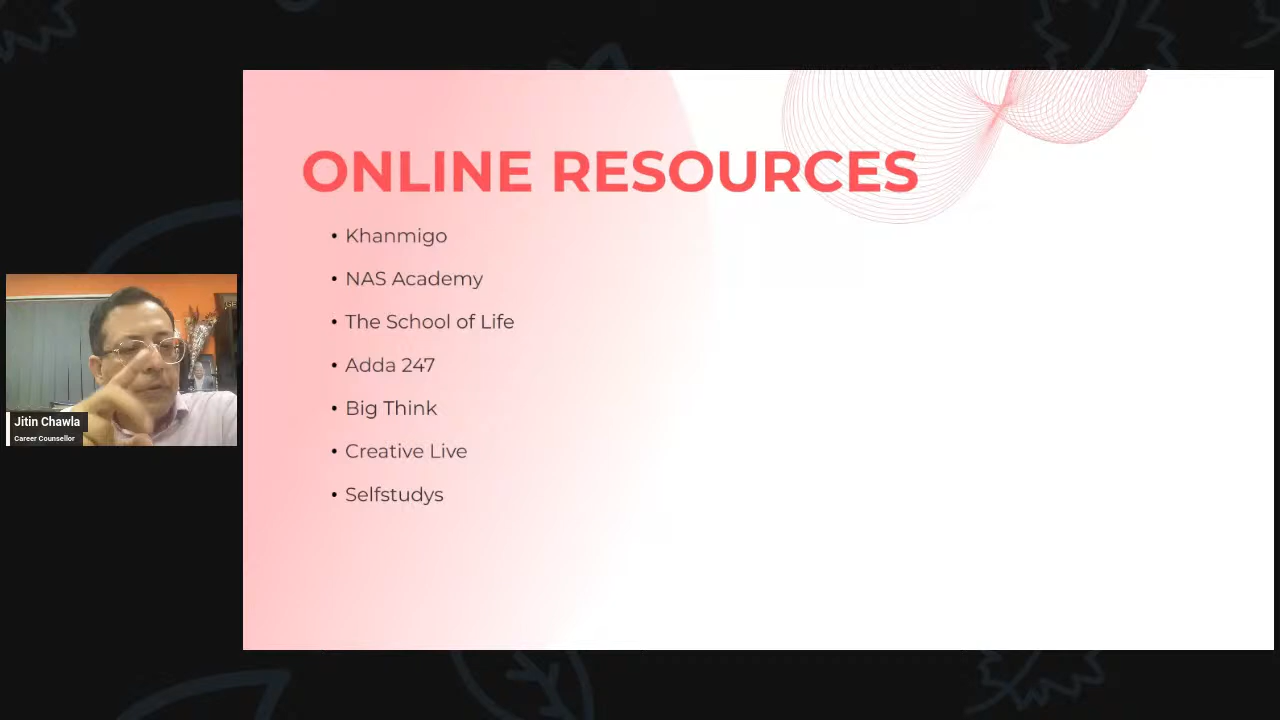 ONLINE RESOURCES
• Khanmigo
• NAS Academy
• The School of Life
• Adda 247
• Big Think
• Creative Live
• Selfstudys
Jitin Chawla
Career Counsellor